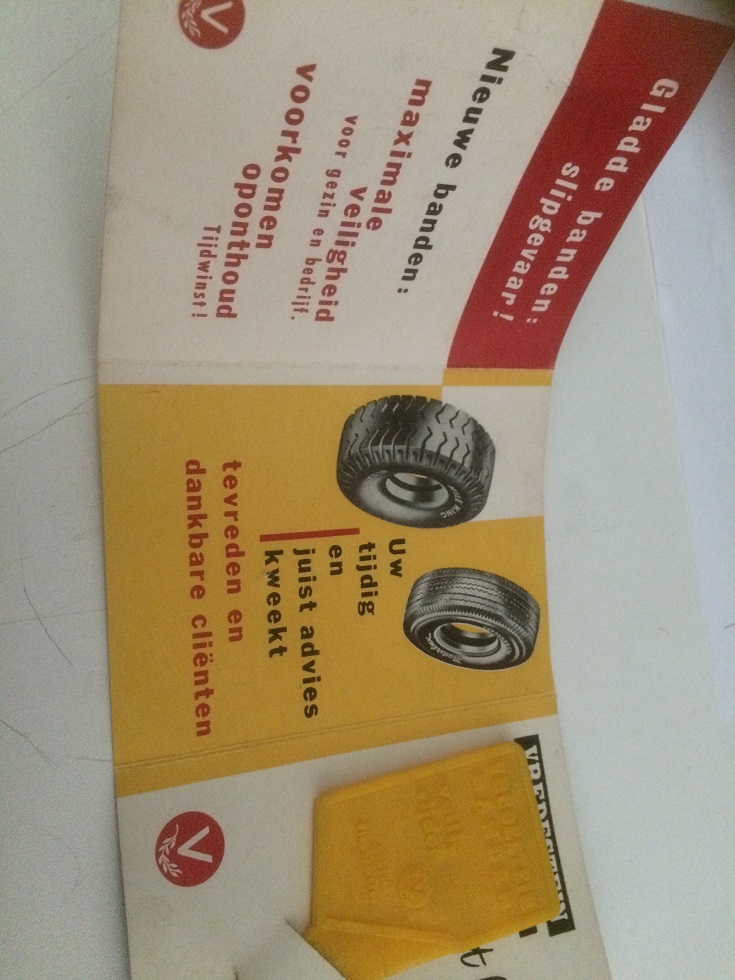 Gladde banden:
slipgevaar!
Nieuwe banden:
maximale
veiligheid
voor gezin en bedrijf.
voorkomen
oponthoud
Tijdwinst!
V
Uw
tijdig
en
juist advies
kweekt
tevreden en
dankbare cliënten
VREDESTEIN
V